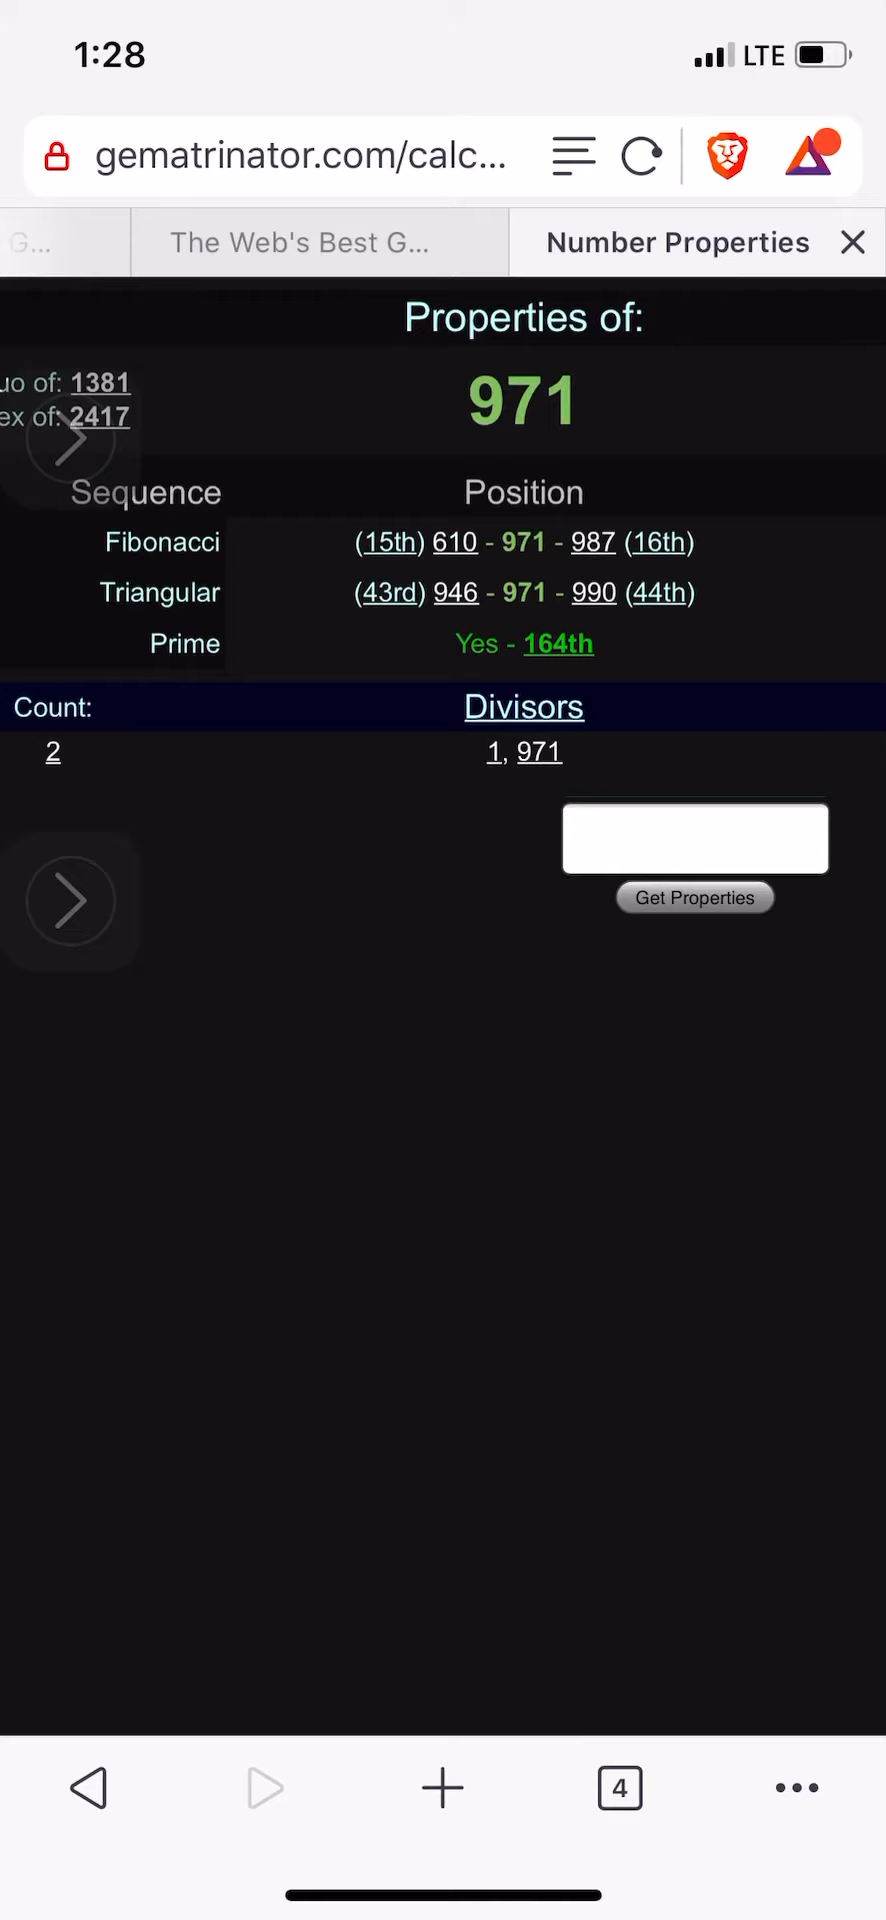 1:28
LTE
gematrinator.com/calc...
G...
The Web's Best G...
Number Properties
Properties of:
uo of: 1381
971
ex of: 2417
Sequence
Position
Fibonacci
(15th) 610 - 971 - 987 (16th)
Triangular
(43rd) 946 - 971 - 990 (44th)
Prime
Yes - 164th
Count:
Divisors
2
1, 971
Get Properties
4